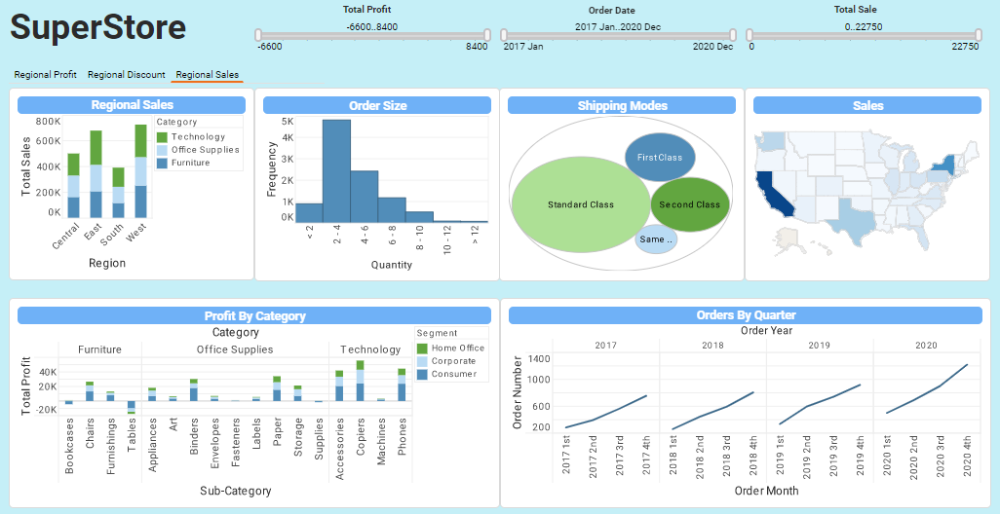 SuperStore
Total Profit
-6600..8400
-6600 8400
Order Date
2017 Jan..2020 Dec
2017 Jan 2020 Dec
Total Sale
0..22750
0 22750
Regional Profit Regional Discount Regional Sales
Regional Sales
Total Sales
800K
600K
400K
200K
0K
Category
Technology
Office Supplies
Furniture
Central East South West
Region
Order Size
Frequency
5K
4K
3K
2K
1K
0K
< 2 2 - 4 4 - 6 6 - 8 8 - 10 10 - 12 > 12
Quantity
Shipping Modes
First Class
Standard Class
Second Class
Same ..
Sales
Profit By Category
Category
Furniture Office Supplies Technology
Total Profit
40K
20K
-20K
Bookcases Chairs Furnishings Tables Appliances Art Binders Envelopes Fasteners Labels Paper Storage Supplies Accessories Copiers Machines Phones
Sub-Category
Segment
Home Office
Corporate
Consumer
Orders By Quarter
Order Year
2017 2018 2019 2020
Order Number
1400
1000
600
200
2017 1st 2017 2nd 2017 3rd 2017 4th 2018 1st 2018 2nd 2018 3rd 2018 4th 2019 1st 2019 2nd 2019 3rd 2019 4th 2020 1st 2020 2nd 2020 3rd 2020 4th
Order Month